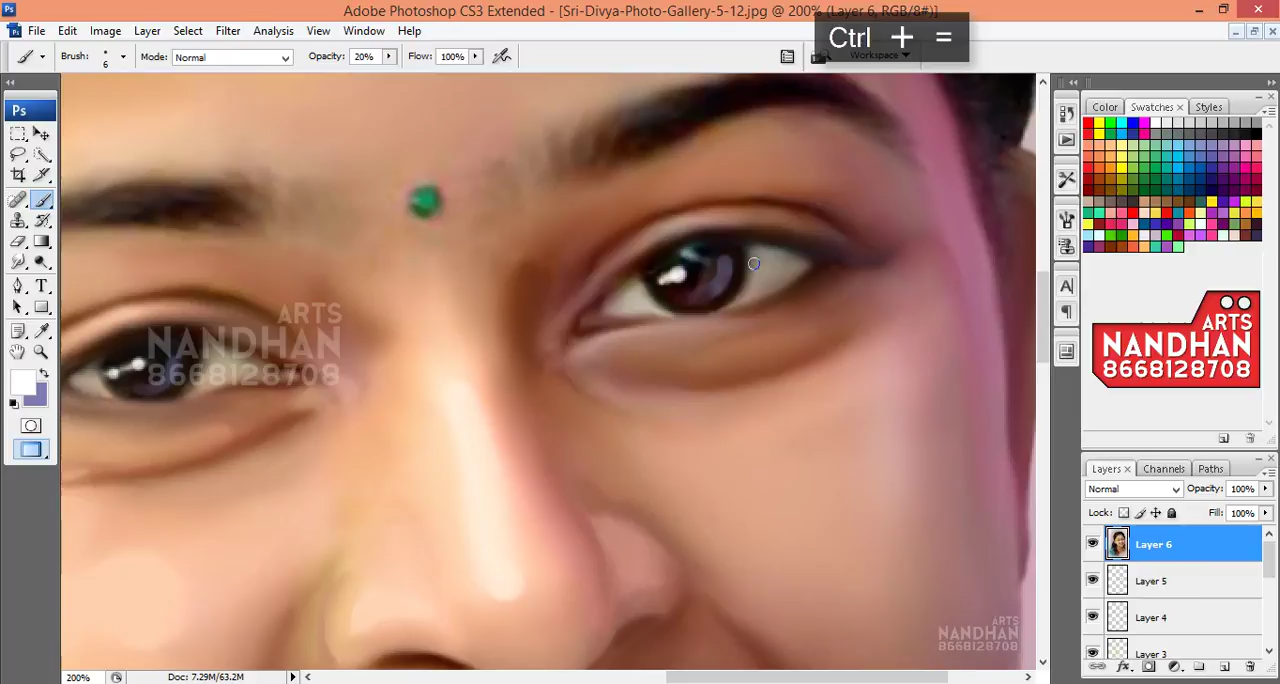 Adobe Photoshop CS3 Extended - [Sri-Divya-Photo-Gallery-5-12.jpg @ 200% (Layer 6, RGB/8#)]
Ctrl + =
File Edit Image Layer Select Filter Analysis View Window Help
Brush: 6 Mode: Normal Opacity: 20% Flow: 100% Workspace
Ps
Color Swatches Styles
ARTS
NANDHAN
8668128708
ARTS
NANDHAN
8668128708
Layers Channels Paths
Normal Opacity: 100%
Lock: Fill: 100%
Layer 6
Layer 5
Layer 4
Layer 3
ARTS
NANDHAN
8668128708
200% Doc: 7.29M/63.2M